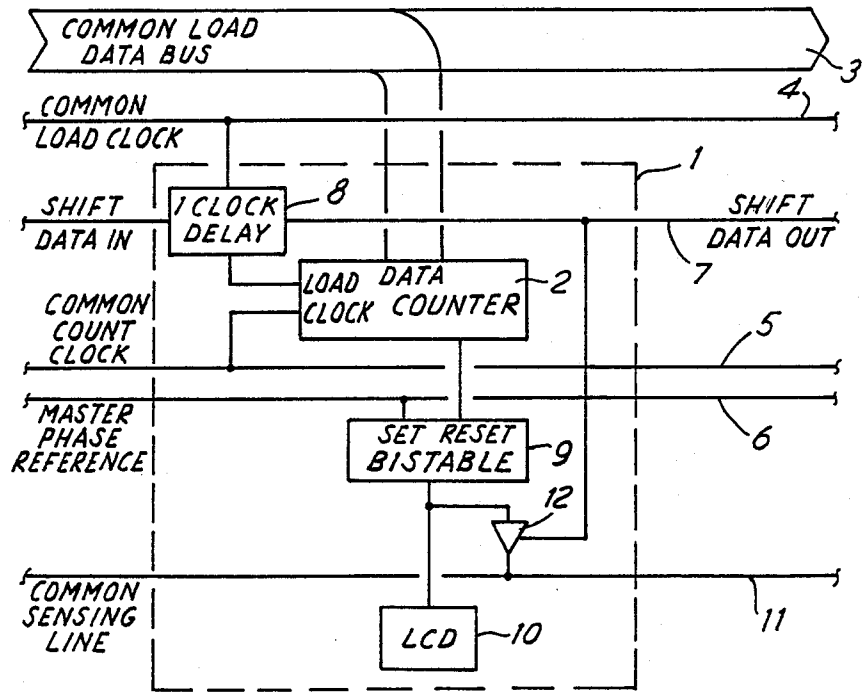 COMMON LOAD
DATA BUS
3
COMMON
LOAD CLOCK
4
1
SHIFT
DATA IN
1 CLOCK
DELAY
8
SHIFT
DATA OUT
7
LOAD DATA
CLOCK COUNTER
2
COMMON
COUNT
CLOCK
5
MASTER
PHASE
REFERENCE
6
SET RESET
BISTABLE
9
12
COMMON
SENSING
LINE
11
LCD
10